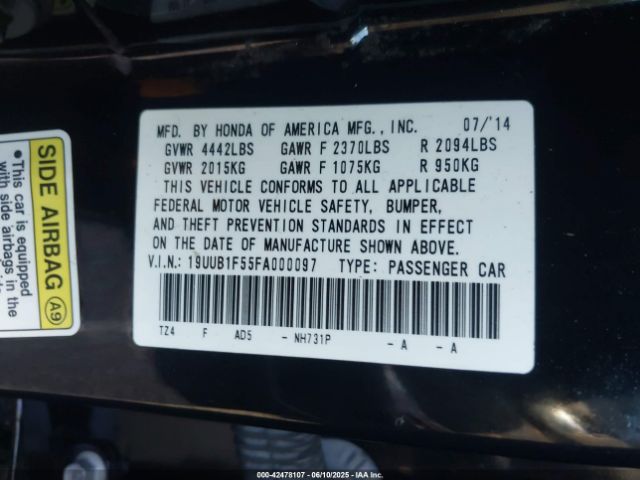 MFD. BY HONDA OF AMERICA MFG., INC. 07/'14
GVWR 4442LBS GAWR F 2370LBS R 2094LBS
GVWR 2015KG GAWR F 1075KG R 950KG
THIS VEHICLE CONFORMS TO ALL APPLICABLE
FEDERAL MOTOR VEHICLE SAFETY, BUMPER,
AND THEFT PREVENTION STANDARDS IN EFFECT
ON THE DATE OF MANUFACTURE SHOWN ABOVE.
V.I.N.: 19UUB1F55FA000097 TYPE: PASSENGER CAR
TZ4 F AD5 - NH731P - A - A
SIDE AIRBAG A9
•This car is equipped
with side airbags in the
000-42478107 - 06/10/2025 - IAAI.COM